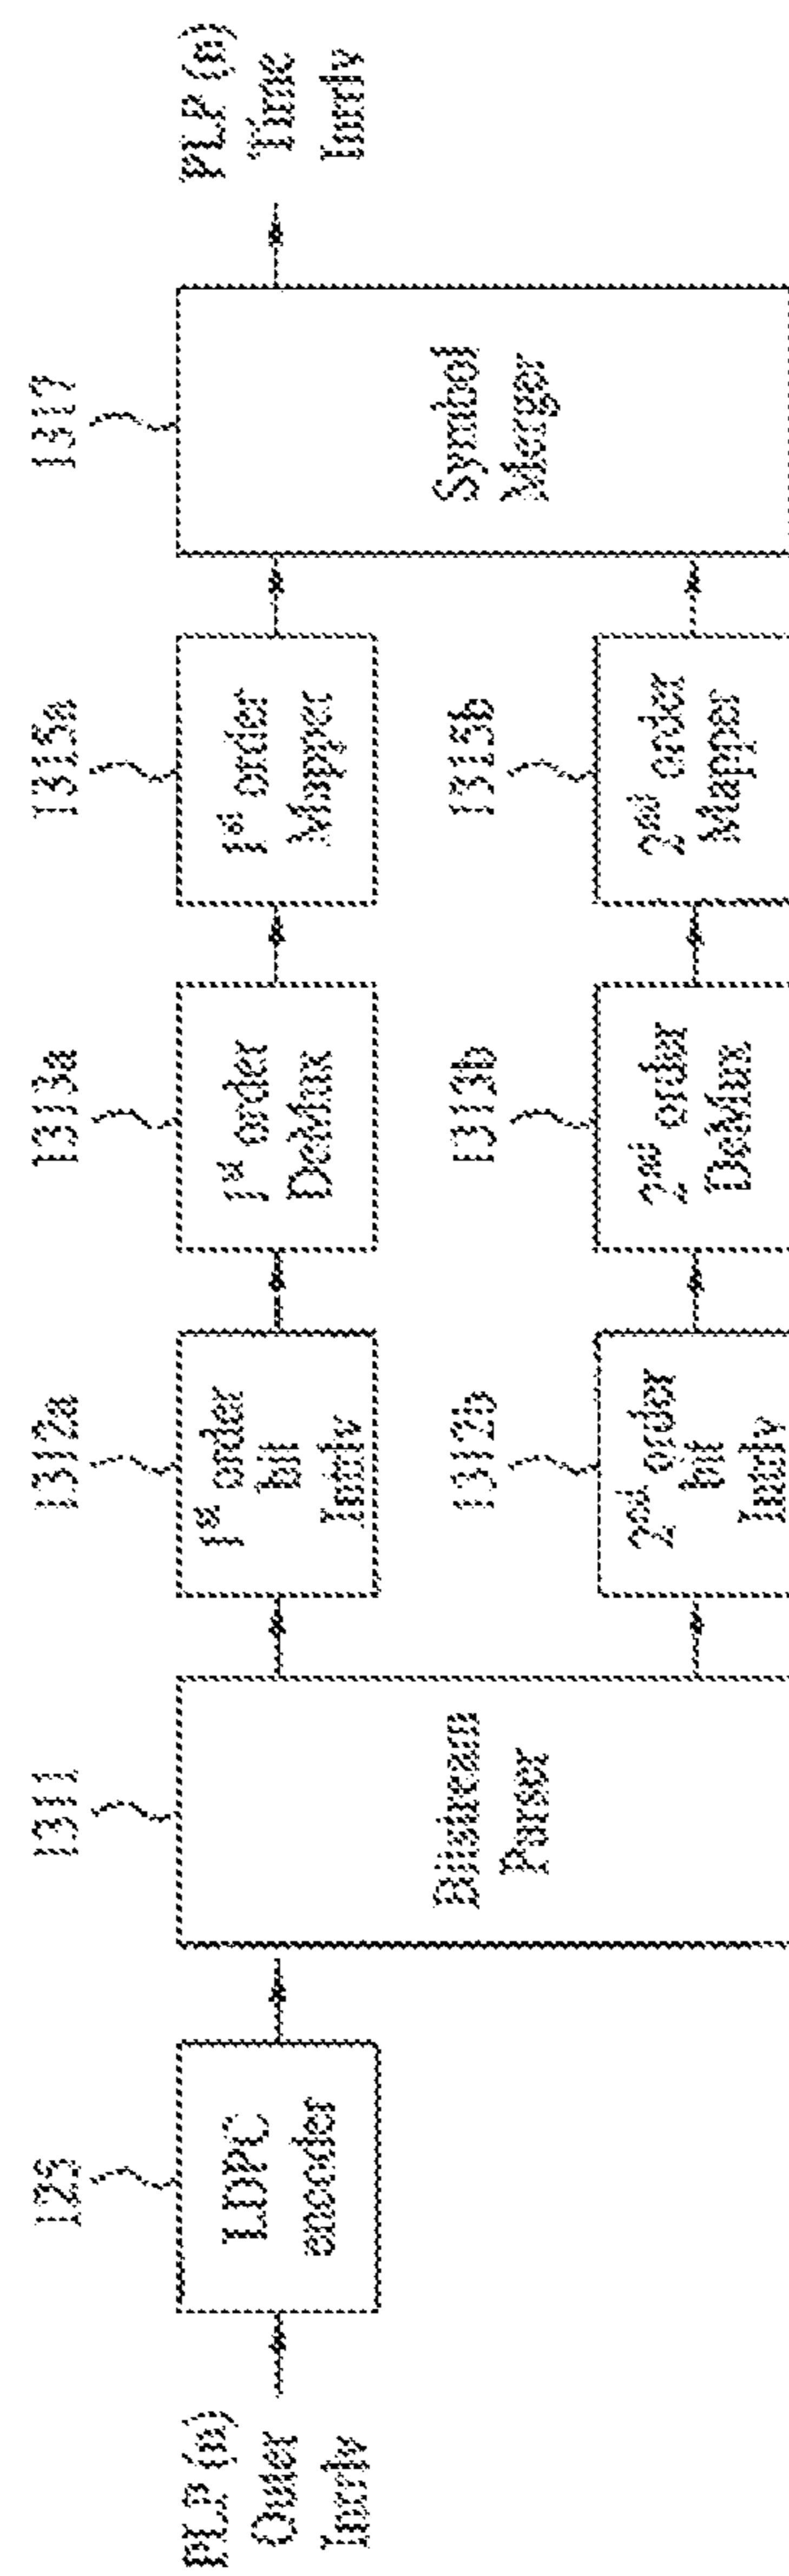 PLP (n)
Outer
Intrlv
125
LDPC
encoder
1311
Bitstream
Parser
1312a
1st order
bit
Intrlv
1312b
2nd order
bit
Intrlv
1313a
1st order
DeMux
1313b
2nd order
DeMux
1315a
1st order
Mapper
1315b
2nd order
Mapper
1317
Symbol
Merger
PLP (n)
Time
Intrlv